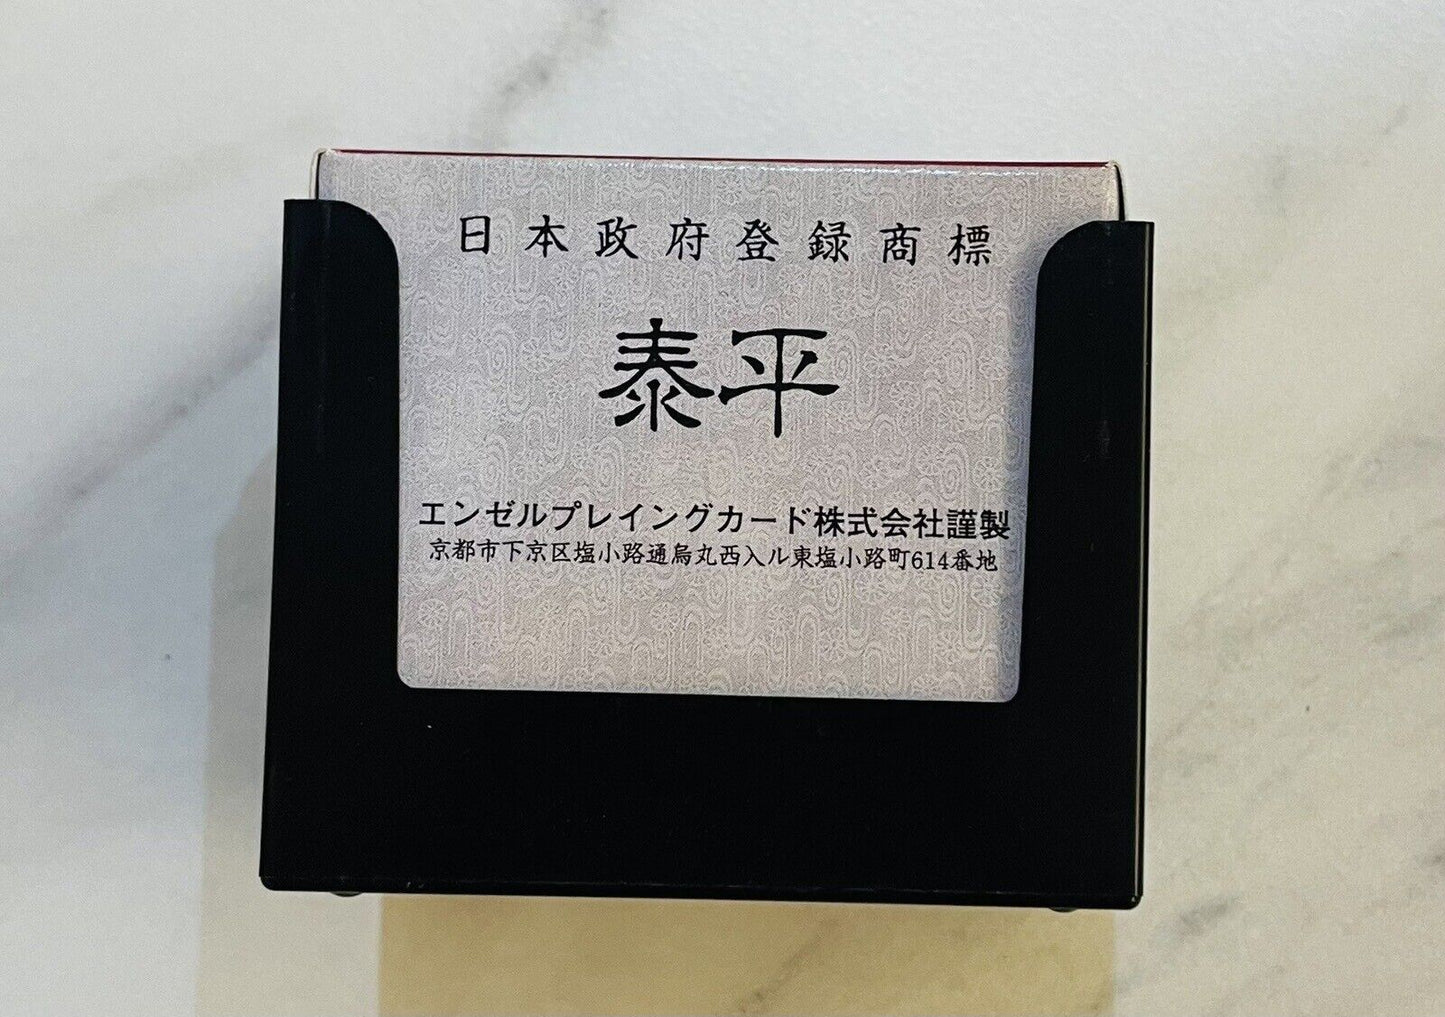 日本政府登録商標
泰平
エンゼルプレイングカード株式会社謹製
京都市下京区塩小路通烏丸西入ル東塩小路町614番地